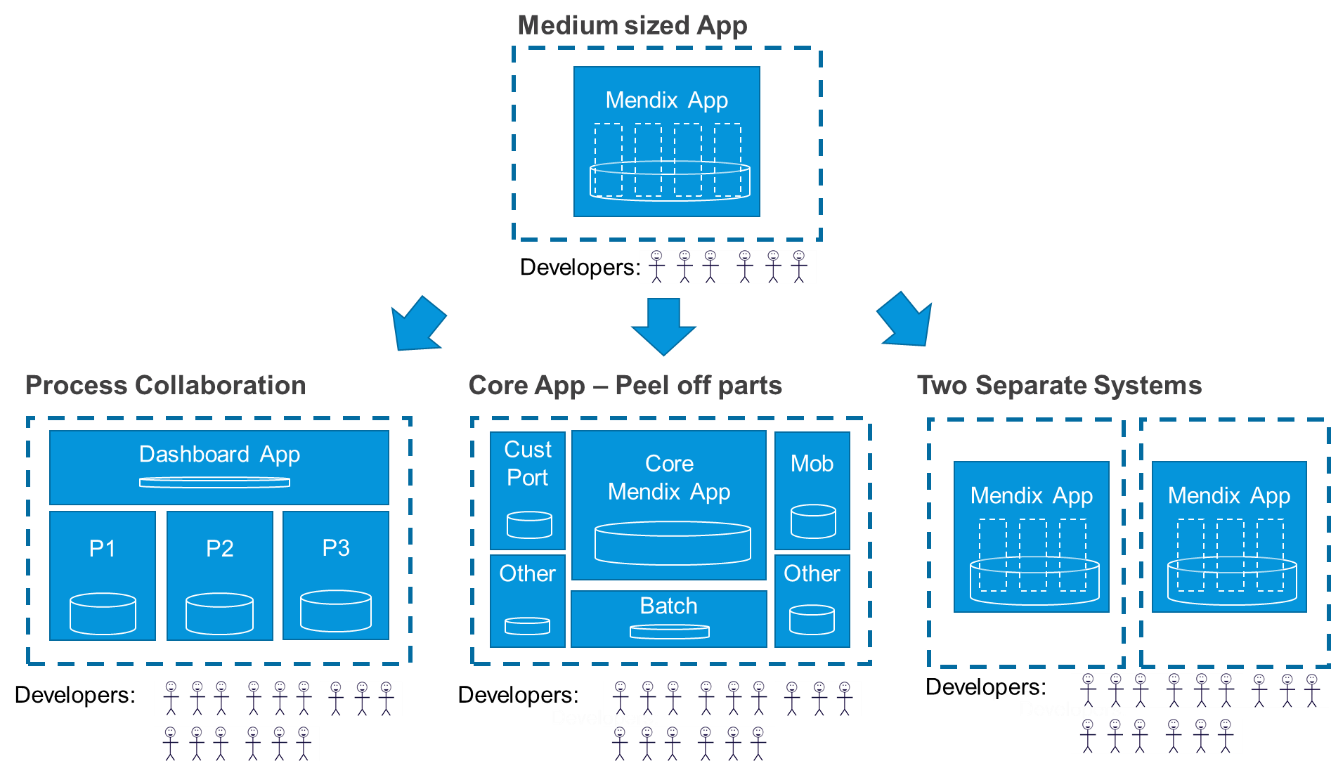 Medium sized App
Mendix App
Developers:
Process Collaboration
Dashboard App
P1
P2
P3
Developers:
Core App – Peel off parts
Cust
Port
Core
Mendix App
Mob
Other
Batch
Other
Developers:
Two Separate Systems
Mendix App
Mendix App
Developers: